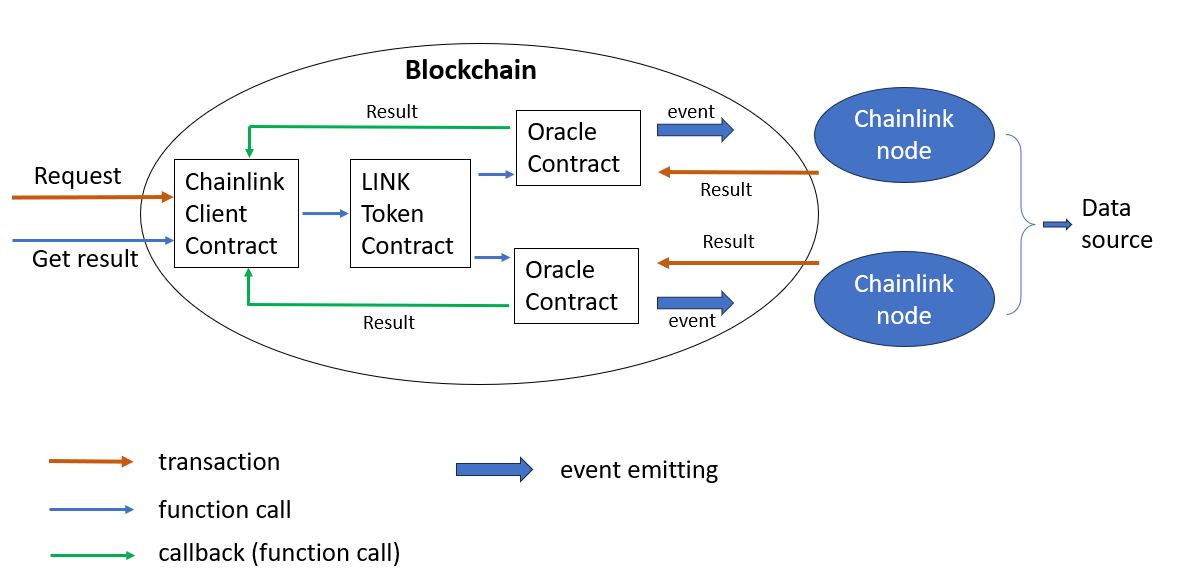 Blockchain
Result
event
Oracle
Contract
Chainlink
node
Request
Chainlink
Client
Contract
LINK
Token
Contract
Result
Data
source
Get result
Result
Oracle
Contract
Chainlink
node
Result
event
transaction
event emitting
function call
callback (function call)